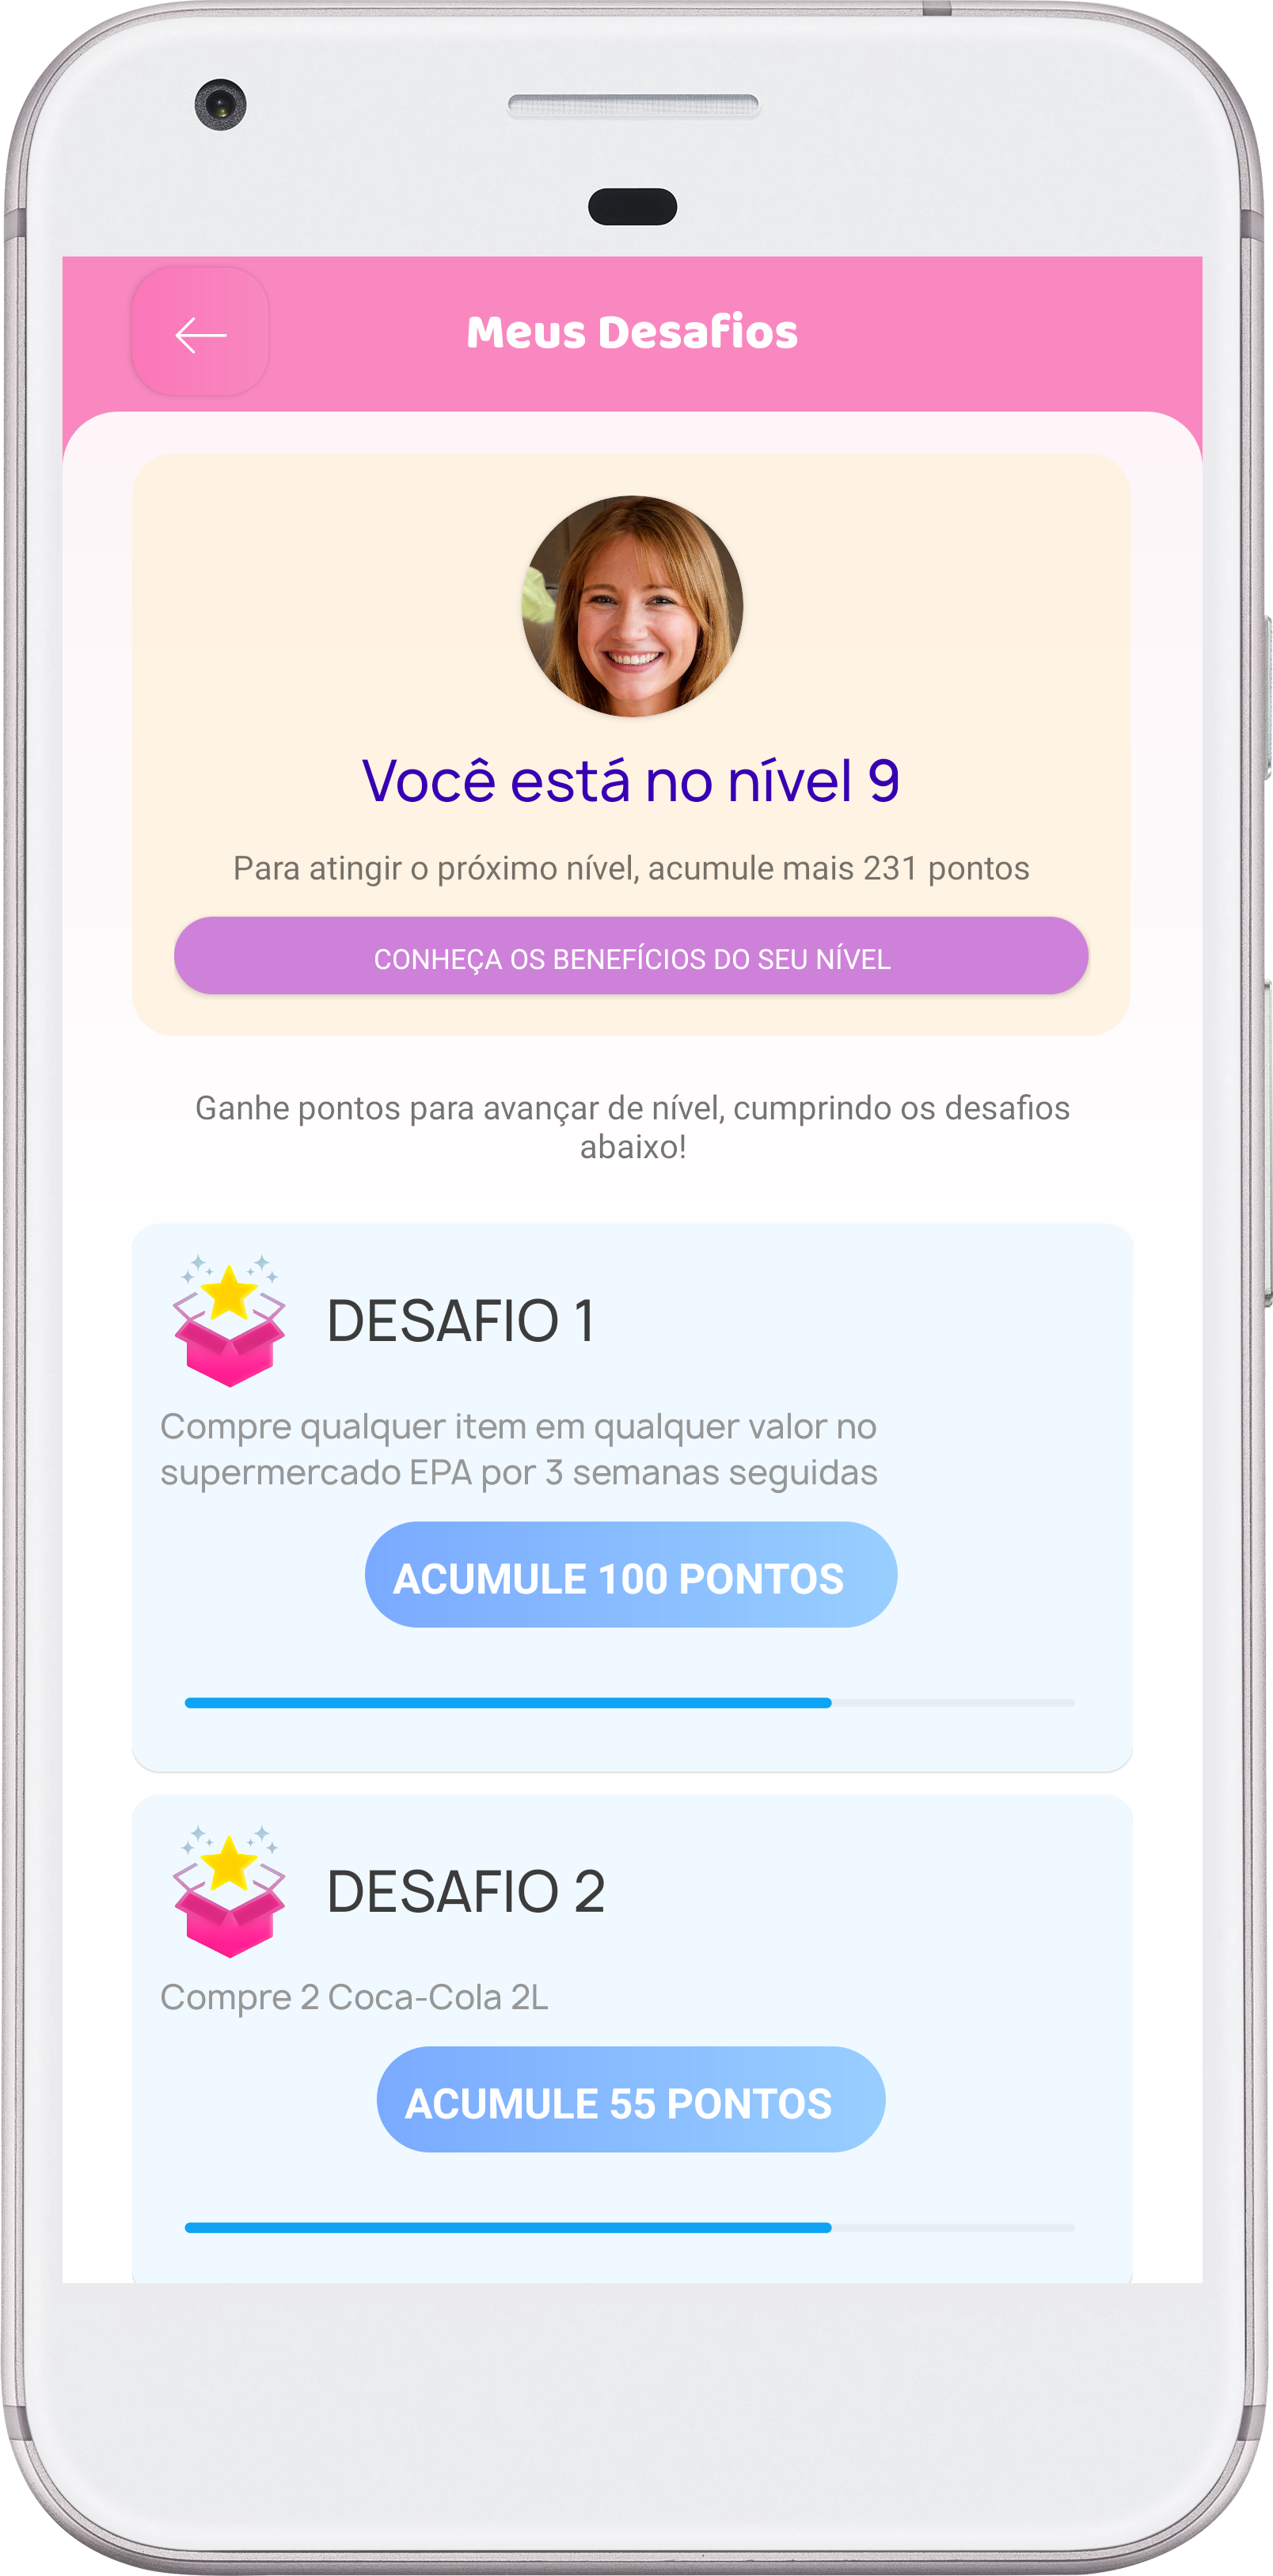 Meus Desafios
Você está no nível 9
Para atingir o próximo nível, acumule mais 231 pontos
CONHEÇA OS BENEFÍCIOS DO SEU NÍVEL
Ganhe pontos para avançar de nível, cumprindo os desafios
abaixo!
DESAFIO 1
Compre qualquer item em qualquer valor no
supermercado EPA por 3 semanas seguidas
ACUMULE 100 PONTOS
DESAFIO 2
Compre 2 Coca-Cola 2L
ACUMULE 55 PONTOS